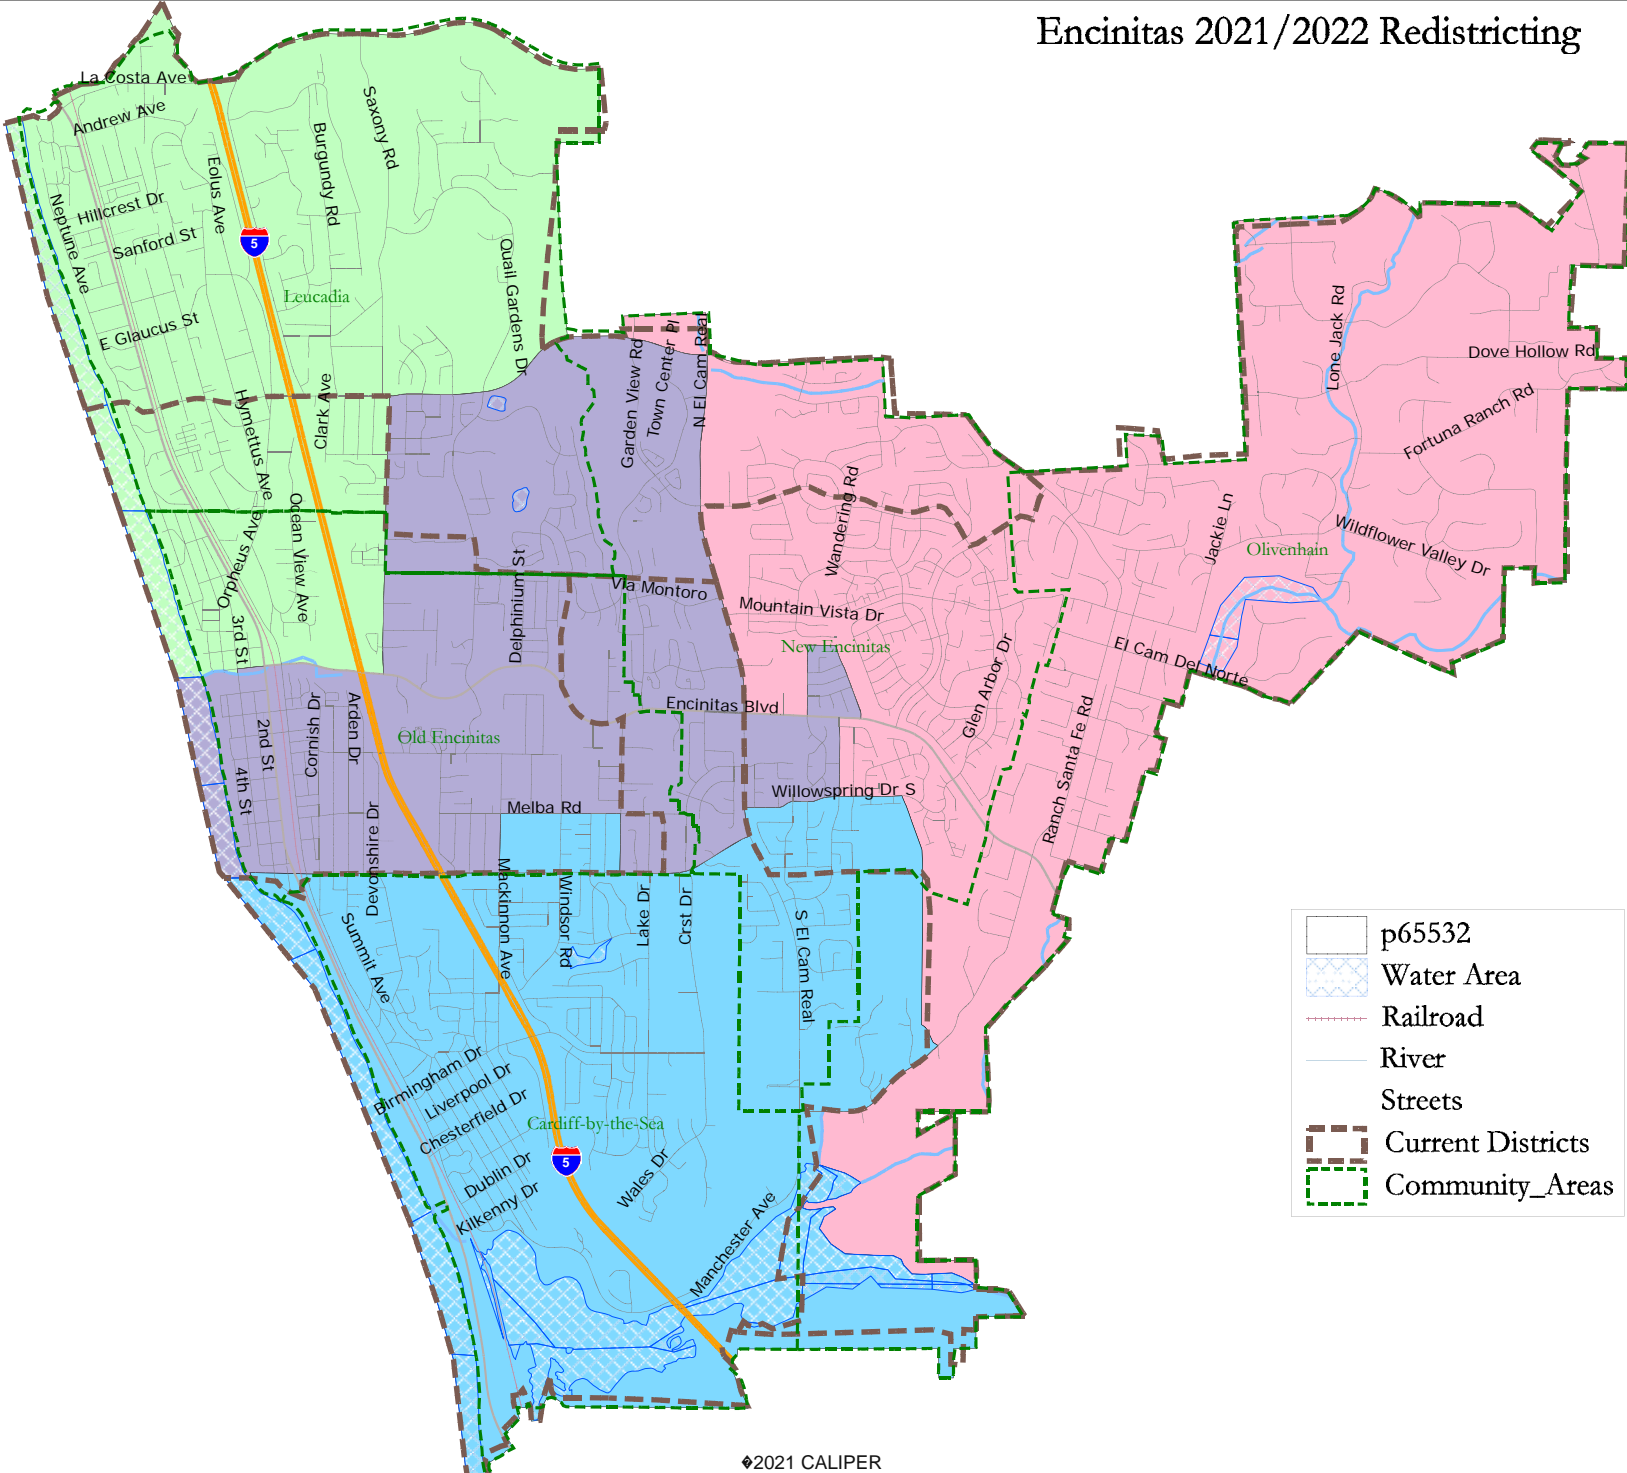 Encinitas 2021/2022 Redistricting
La Costa Ave
Andrew Ave
Saxony Rd
Burgundy Rd
Eolus Ave
Neptune Ave
Hillcrest Dr
Sanford St
5
Quail Gardens Dr
Leucadia
E Glaucus St
Hymettus Ave
Clark Ave
Garden View Rd
Town Center Pl
N El Cam Real
Lone Jack Rd
Dove Hollow Rd
Fortuna Ranch Rd
Wildflower Valley Dr
Jackie Ln
Olivenhain
Wandering Rd
Orpheus Ave
Ocean View Ave
3rd St
Delphinium St
Via Montoro
Mountain Vista Dr
New Encinitas
Glen Arbor Dr
El Cam Del Norte
Ranch Santa Fe Rd
Encinitas Blvd
2nd St
4th St
Cornish Dr
Arden Dr
Old Encinitas
Devonshire Dr
Melba Rd
Willowspring Dr S
Mackinnon Ave
Windsor Rd
Lake Dr
Crst Dr
S El Cam Real
Summit Ave
Birmingham Dr
Liverpool Dr
Chesterfield Dr
Cardiff-by-the-Sea
5
Dublin Dr
Kilkenny Dr
Wales Dr
Manchester Ave
p65532
Water Area
Railroad
River
Streets
Current Districts
Community_Areas
�2021 CALIPER